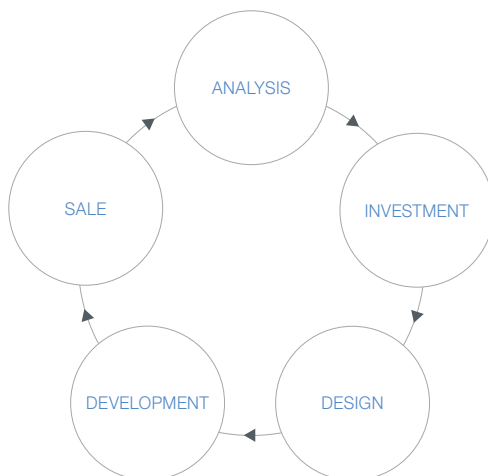 ANALYSIS
INVESTMENT
DESIGN
DEVELOPMENT
SALE